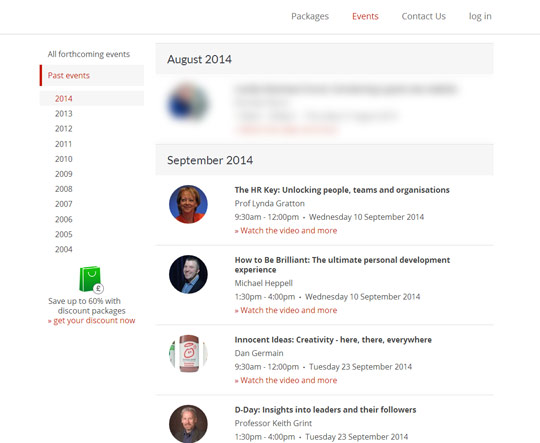 Packages Events Contact Us log in
All forthcoming events
Past events
2014
2013
2012
2011
2010
2009
2008
2007
2006
2005
2004
£
Save up to 60% with
discount packages
» get your discount now
August 2014
September 2014
The HR Key: Unlocking people, teams and organisations
Prof Lynda Gratton
9:30am - 12:00pm • Wednesday 10 September 2014
» Watch the video and more
How to Be Brilliant: The ultimate personal development
experience
Michael Heppell
1:30pm - 4:00pm • Wednesday 10 September 2014
» Watch the video and more
Innocent Ideas: Creativity - here, there, everywhere
Dan Germain
9:30am - 12:00pm • Tuesday 23 September 2014
» Watch the video and more
D-Day: Insights into leaders and their followers
Professor Keith Grint
1:30pm - 4:00pm • Tuesday 23 September 2014